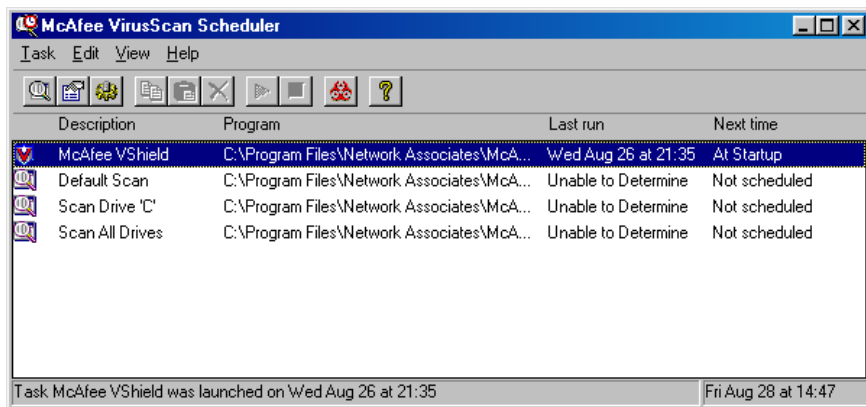 McAfee VirusScan Scheduler
Task Edit View Help
Description Program Last run Next time
McAfee VShield C:\Program Files\Network Associates\McA... Wed Aug 26 at 21:35 At Startup
Default Scan C:\Program Files\Network Associates\McA... Unable to Determine Not scheduled
Scan Drive 'C' C:\Program Files\Network Associates\McA... Unable to Determine Not scheduled
Scan All Drives C:\Program Files\Network Associates\McA... Unable to Determine Not scheduled
Task McAfee VShield was launched on Wed Aug 26 at 21:35 Fri Aug 28 at 14:47